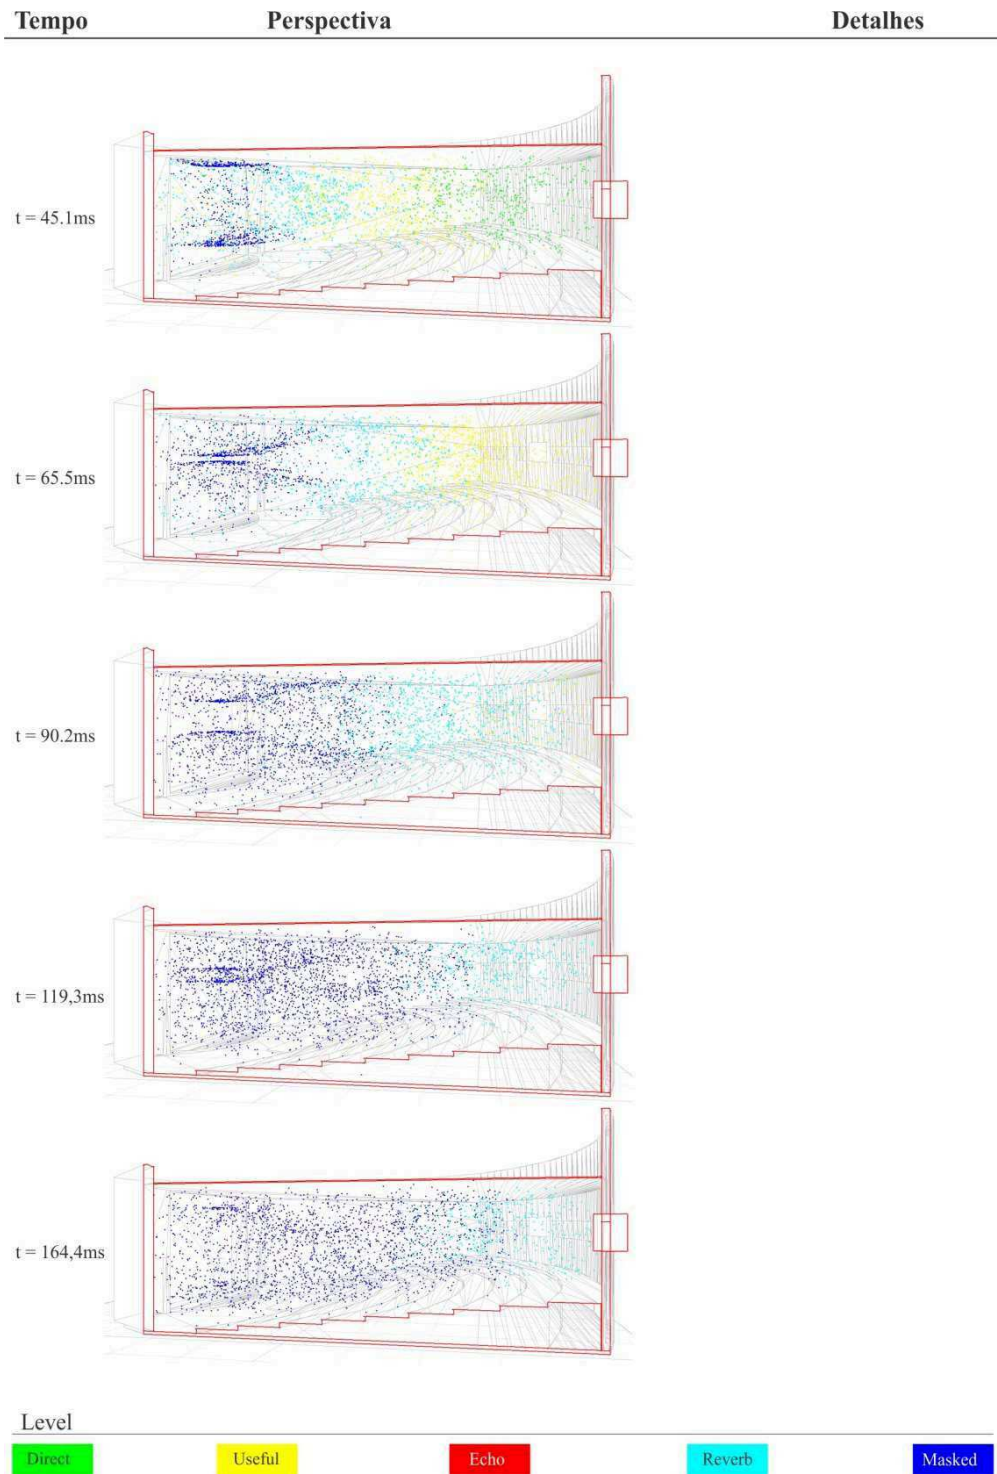 Tempo Perspectiva Detalhes
t = 45.1ms
t = 65.5ms
t = 90.2ms
t = 119,3ms
t = 164,4ms
Level
Direct Useful Echo Reverb Masked